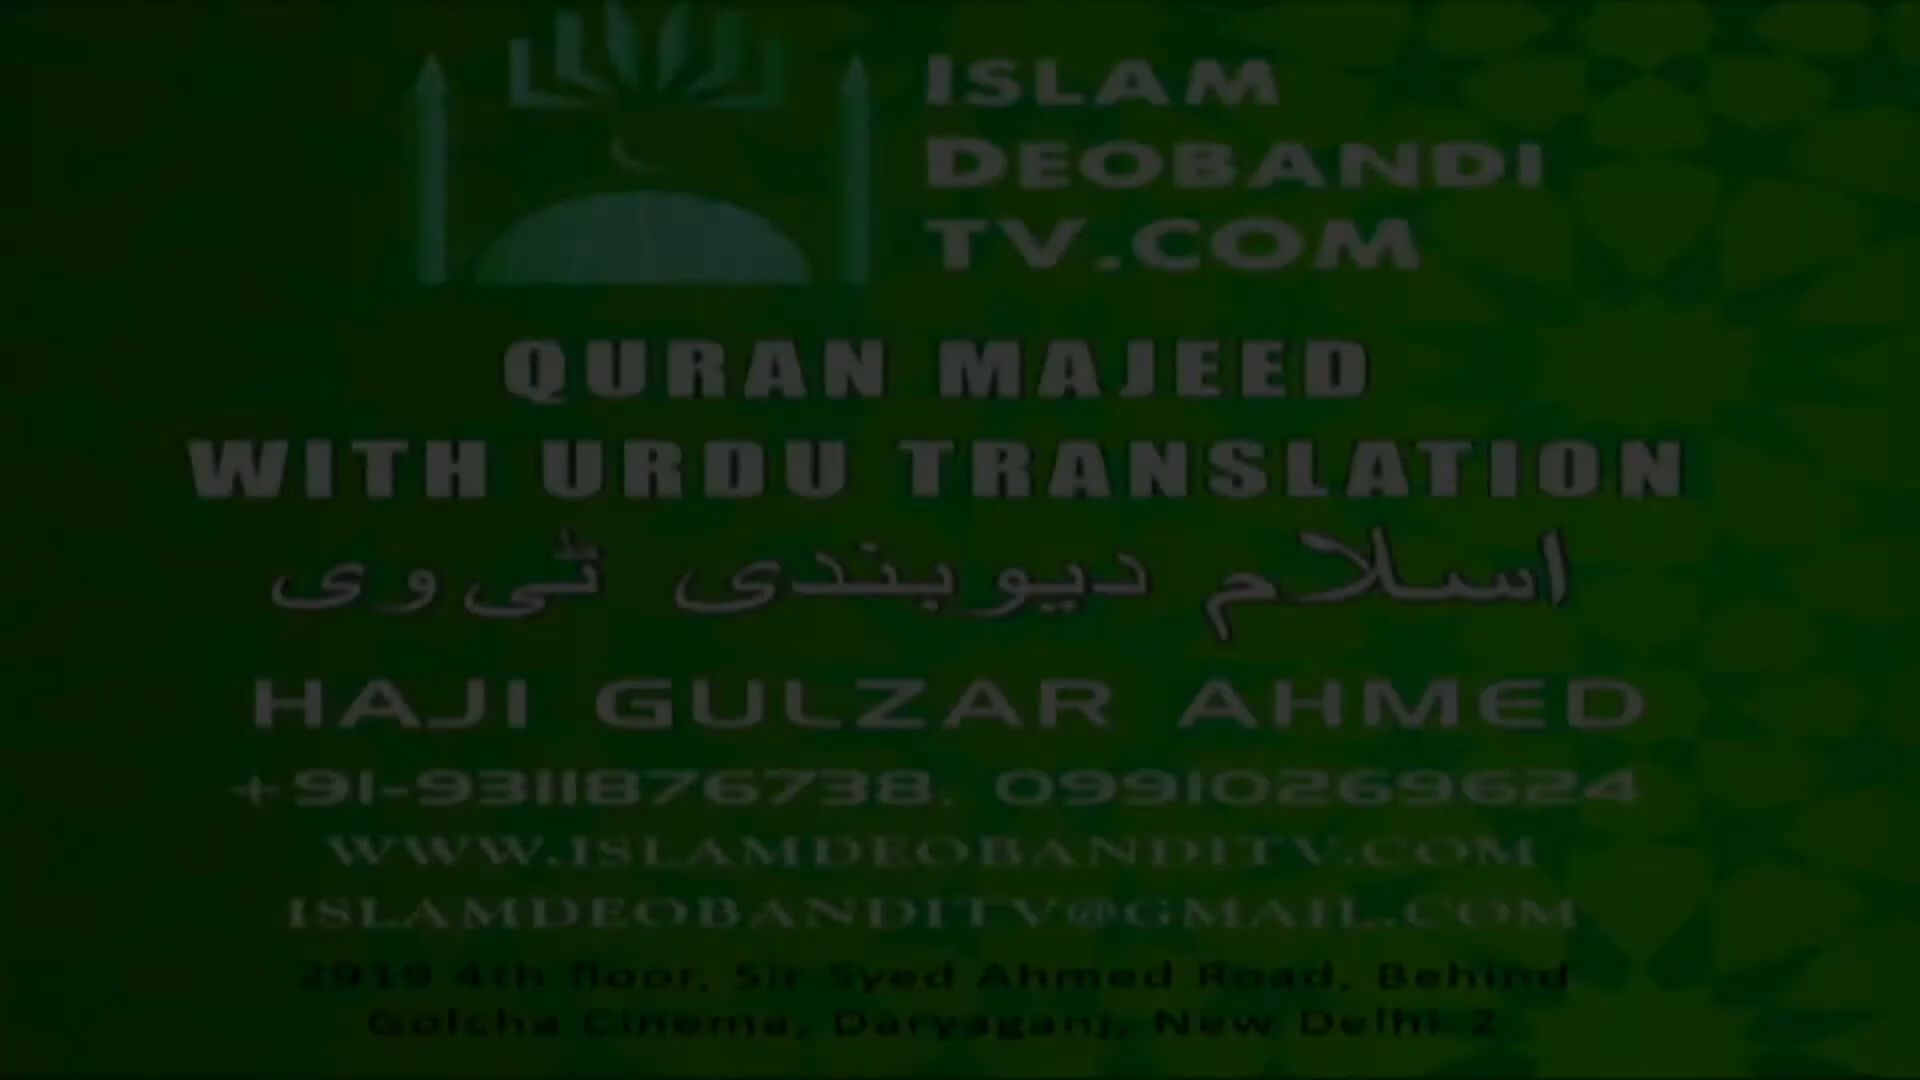 ISLAM
DEOBANDI
TV.COM
QURAN MAJEED
WITH URDU TRANSLATION
اسلام دیوبندی ٹی وی
HAJI GULZAR AHMED
+91-9311876738, 09910269624
WWW.ISLAMDEOBANDITV.COM
ISLAMDEOBANDITV@GMAIL.COM
2919 4th floor, Sir Syed Ahmed Road, Behind
Golcha Cinema, Daryaganj, New Delhi-2